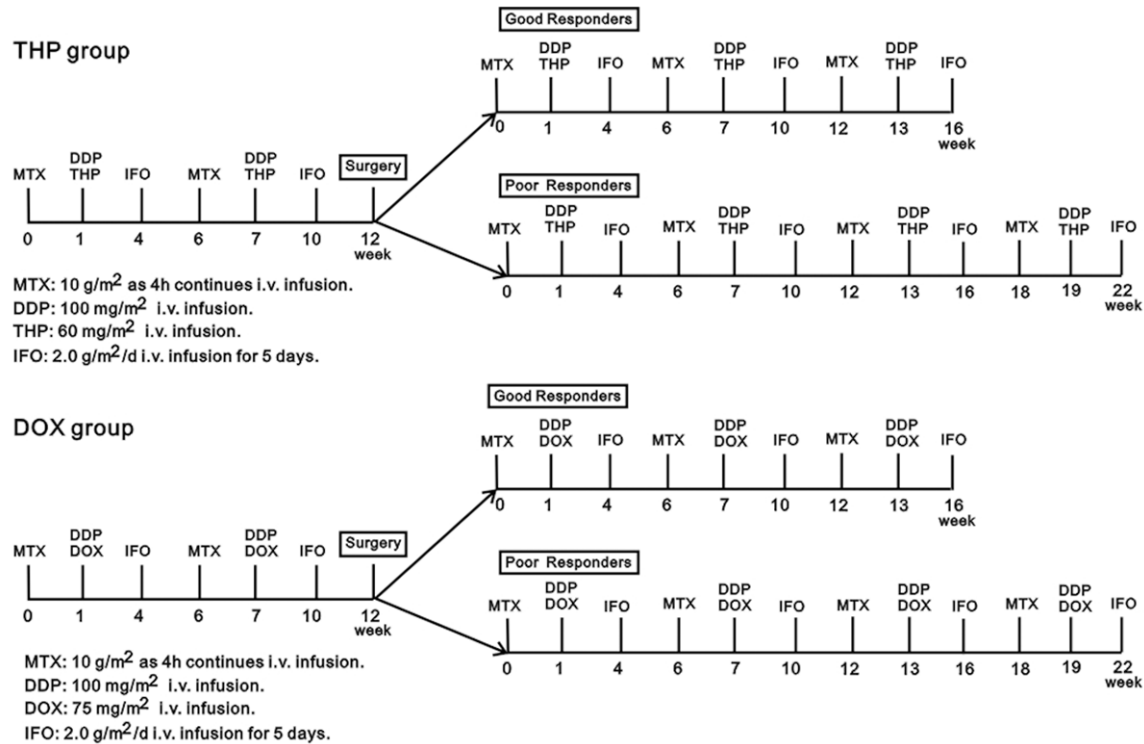 THP group
Good Responders
MTX DDP THP IFO MTX DDP THP IFO MTX DDP THP IFO
0 1 4 6 7 10 12 13 16
week
MTX DDP THP IFO MTX DDP THP IFO Surgery
0 1 4 6 7 10 12
week
Poor Responders
MTX DDP THP IFO MTX DDP THP IFO MTX DDP THP IFO MTX DDP THP IFO
0 1 4 6 7 10 12 13 16 18 19 22
week
MTX: 10 g/m² as 4h continues i.v. infusion.
DDP: 100 mg/m² i.v. infusion.
THP: 60 mg/m² i.v. infusion.
IFO: 2.0 g/m²/d i.v. infusion for 5 days.
DOX group
Good Responders
MTX DDP DOX IFO MTX DDP DOX IFO MTX DDP DOX IFO
0 1 4 6 7 10 12 13 16
week
MTX DDP DOX IFO MTX DDP DOX IFO Surgery
0 1 4 6 7 10 12
week
Poor Responders
MTX DDP DOX IFO MTX DDP DOX IFO MTX DDP DOX IFO MTX DDP DOX IFO
0 1 4 6 7 10 12 13 16 18 19 22
week
MTX: 10 g/m² as 4h continues i.v. infusion.
DDP: 100 mg/m² i.v. infusion.
DOX: 75 mg/m² i.v. infusion.
IFO: 2.0 g/m²/d i.v. infusion for 5 days.